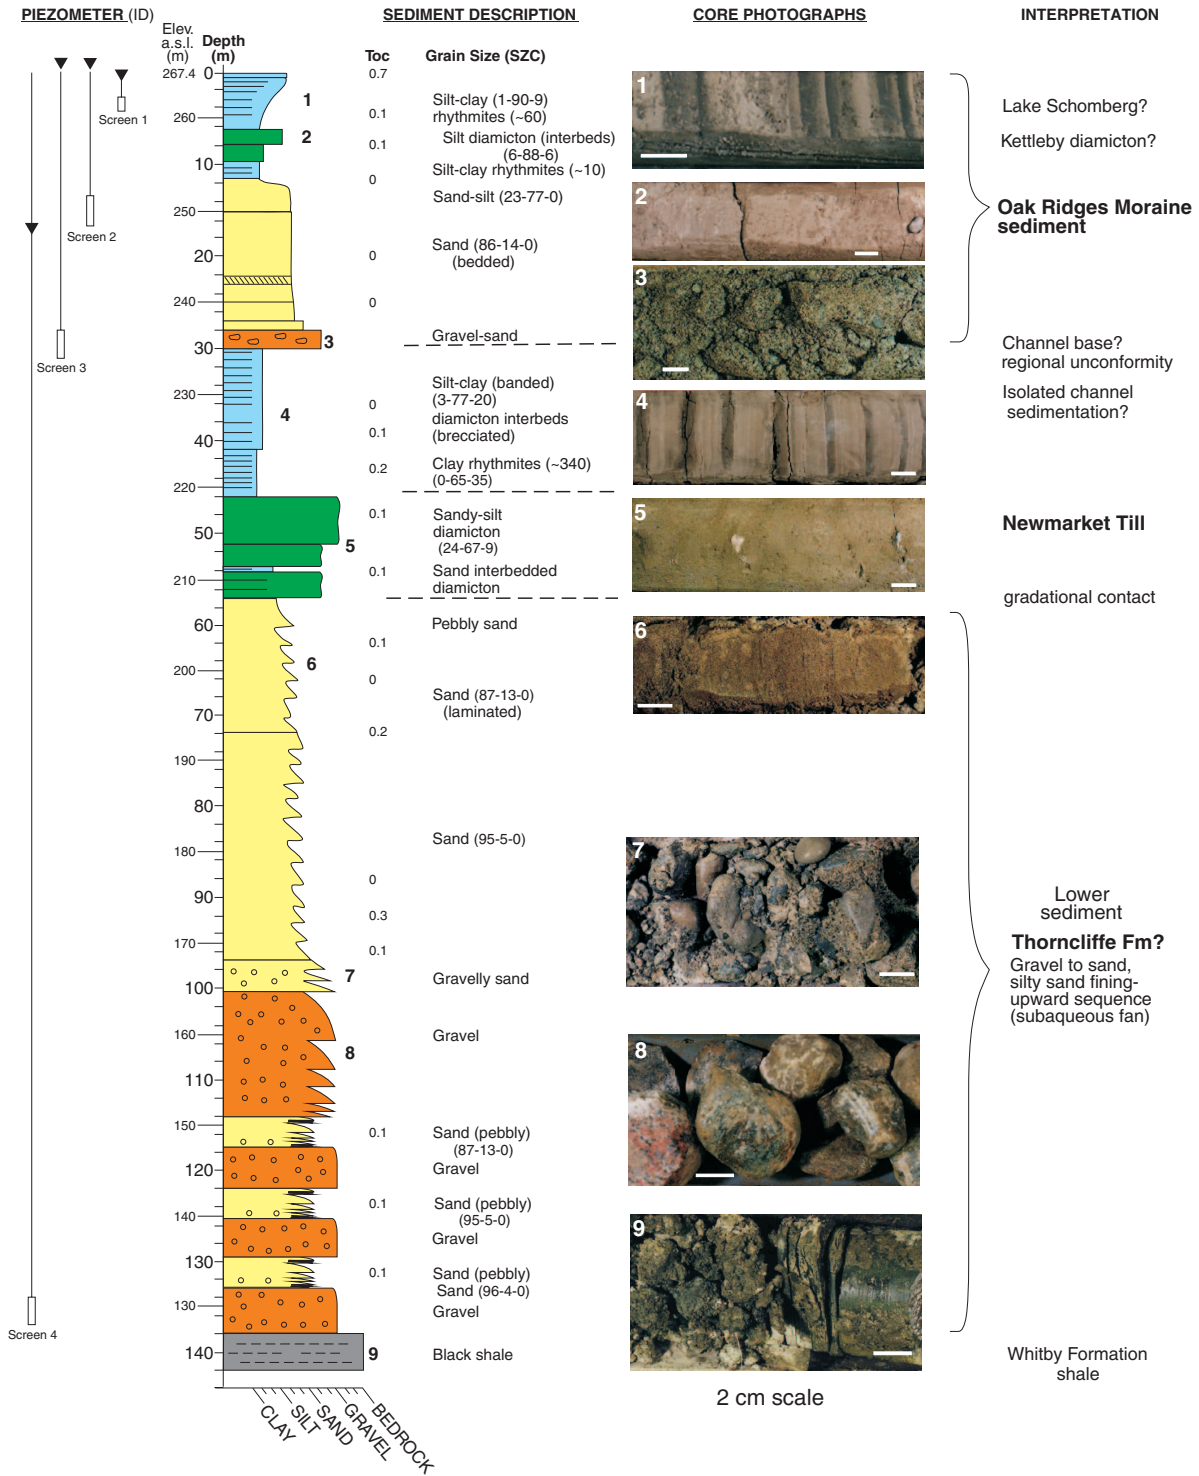 PIEZOMETER (ID)
SEDIMENT DESCRIPTION
CORE PHOTOGRAPHS
INTERPRETATION
Elev.
a.s.l.
(m)
Depth
(m)
Toc
Grain Size (SZC)
267.4
260
250
240
230
220
210
200
190
180
170
160
150
140
130
0
10
20
30
40
50
60
70
80
90
100
110
120
130
140
Screen 1
Screen 2
Screen 3
Screen 4
1
2
3
4
5
6
7
8
9
0.7
0.1
0.1
0
0
0
0
0.1
0.2
0.1
0.1
0.1
0
0.2
0
0.3
0.1
0.1
0.1
0.1
Silt-clay (1-90-9)
rhythmites (~60)
Silt diamicton (interbeds)
(6-88-6)
Silt-clay rhythmites (~10)
Sand-silt (23-77-0)
Sand (86-14-0)
(bedded)
Gravel-sand
Silt-clay (banded)
(3-77-20)
diamicton interbeds
(brecciated)
Clay rhythmites (~340)
(0-65-35)
Sandy-silt
diamicton
(24-67-9)
Sand interbedded
diamicton
Pebbly sand
Sand (87-13-0)
(laminated)
Sand (95-5-0)
Gravelly sand
Gravel
Sand (pebbly)
(87-13-0)
Gravel
Sand (pebbly)
(95-5-0)
Gravel
Sand (pebbly)
Sand (96-4-0)
Gravel
Black shale
CLAY
SILT
SAND
GRAVEL
BEDROCK
1
2
3
4
5
6
7
8
9
2 cm scale
Lake Schomberg?
Kettleby diamicton?
Oak Ridges Moraine
sediment
Channel base?
regional unconformity
Isolated channel
sedimentation?
Newmarket Till
gradational contact
Lower
sediment
Thorncliffe Fm?
Gravel to sand,
silty sand fining-
upward sequence
(subaqueous fan)
Whitby Formation
shale